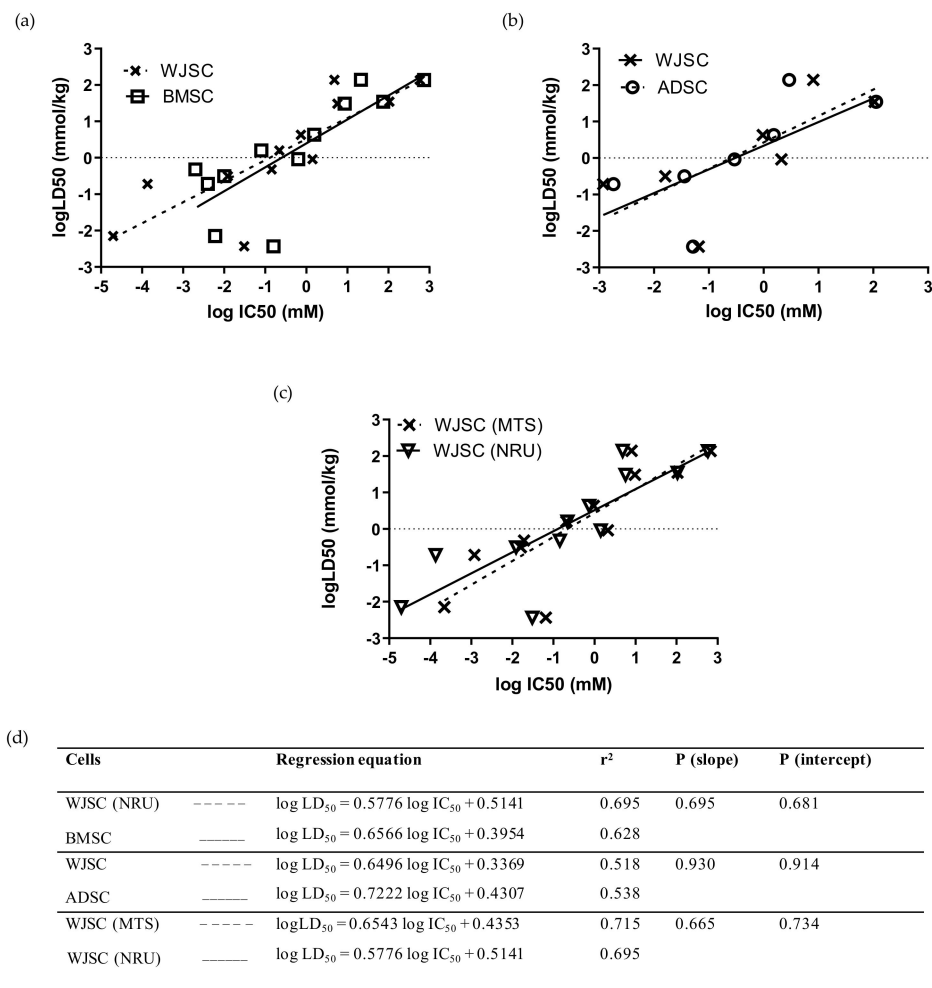 (a)
3
2
1
0
-1
-2
-3
-5 -4 -3 -2 -1 0 1 2 3
logLD50 (mmol/kg)
log IC50 (mM)
WJSC
BMSC
(b)
3
2
1
0
-1
-2
-3
-3 -2 -1 0 1 2 3
logLD50 (mmol/kg)
log IC50 (mM)
WJSC
ADSC
(c)
3
2
1
0
-1
-2
-3
-5 -4 -3 -2 -1 0 1 2 3
logLD50 (mmol/kg)
log IC50 (mM)
WJSC (MTS)
WJSC (NRU)
(d)
Cells Regression equation r² P (slope) P (intercept)
WJSC (NRU) ----- log LD₅₀ = 0.5776 log IC₅₀ + 0.5141 0.695 0.695 0.681
BMSC ______ log LD₅₀ = 0.6566 log IC₅₀ + 0.3954 0.628
WJSC ----- log LD₅₀ = 0.6496 log IC₅₀ + 0.3369 0.518 0.930 0.914
ADSC ______ log LD₅₀ = 0.7222 log IC₅₀ + 0.4307 0.538
WJSC (MTS) ----- logLD₅₀ = 0.6543 log IC₅₀ + 0.4353 0.715 0.665 0.734
WJSC (NRU) ______ log LD₅₀ = 0.5776 log IC₅₀ + 0.5141 0.695